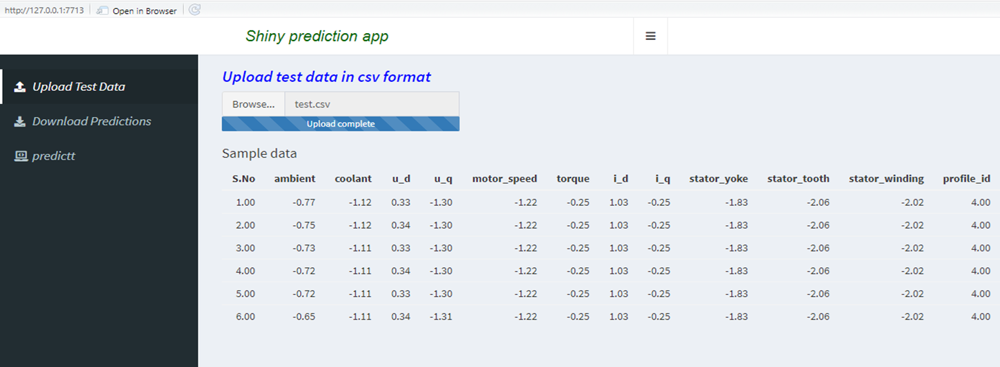 http://127.0.0.1:7713 Open in Browser
Shiny prediction app
Upload Test Data
Download Predictions
predictt
Upload test data in csv format
Browse... test.csv
Upload complete
Sample data
S.No ambient coolant u_d u_q motor_speed torque i_d i_q stator_yoke stator_tooth stator_winding profile_id
1.00 -0.77 -1.12 0.33 -1.30 -1.22 -0.25 1.03 -0.25 -1.83 -2.06 -2.02 4.00
2.00 -0.75 -1.12 0.34 -1.30 -1.22 -0.25 1.03 -0.25 -1.83 -2.06 -2.02 4.00
3.00 -0.73 -1.11 0.33 -1.30 -1.22 -0.25 1.03 -0.25 -1.83 -2.06 -2.02 4.00
4.00 -0.72 -1.11 0.34 -1.30 -1.22 -0.25 1.03 -0.25 -1.83 -2.06 -2.02 4.00
5.00 -0.72 -1.11 0.33 -1.30 -1.22 -0.25 1.03 -0.25 -1.83 -2.06 -2.02 4.00
6.00 -0.65 -1.11 0.34 -1.31 -1.22 -0.25 1.03 -0.25 -1.83 -2.06 -2.02 4.00